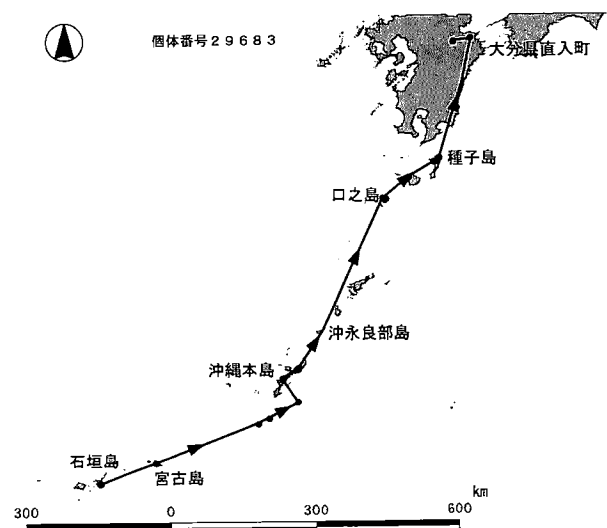 個体番号29683
大分県直入町
種子島
口之島
沖永良部島
沖縄本島
石垣島
宮古島
km
300 0 300 600